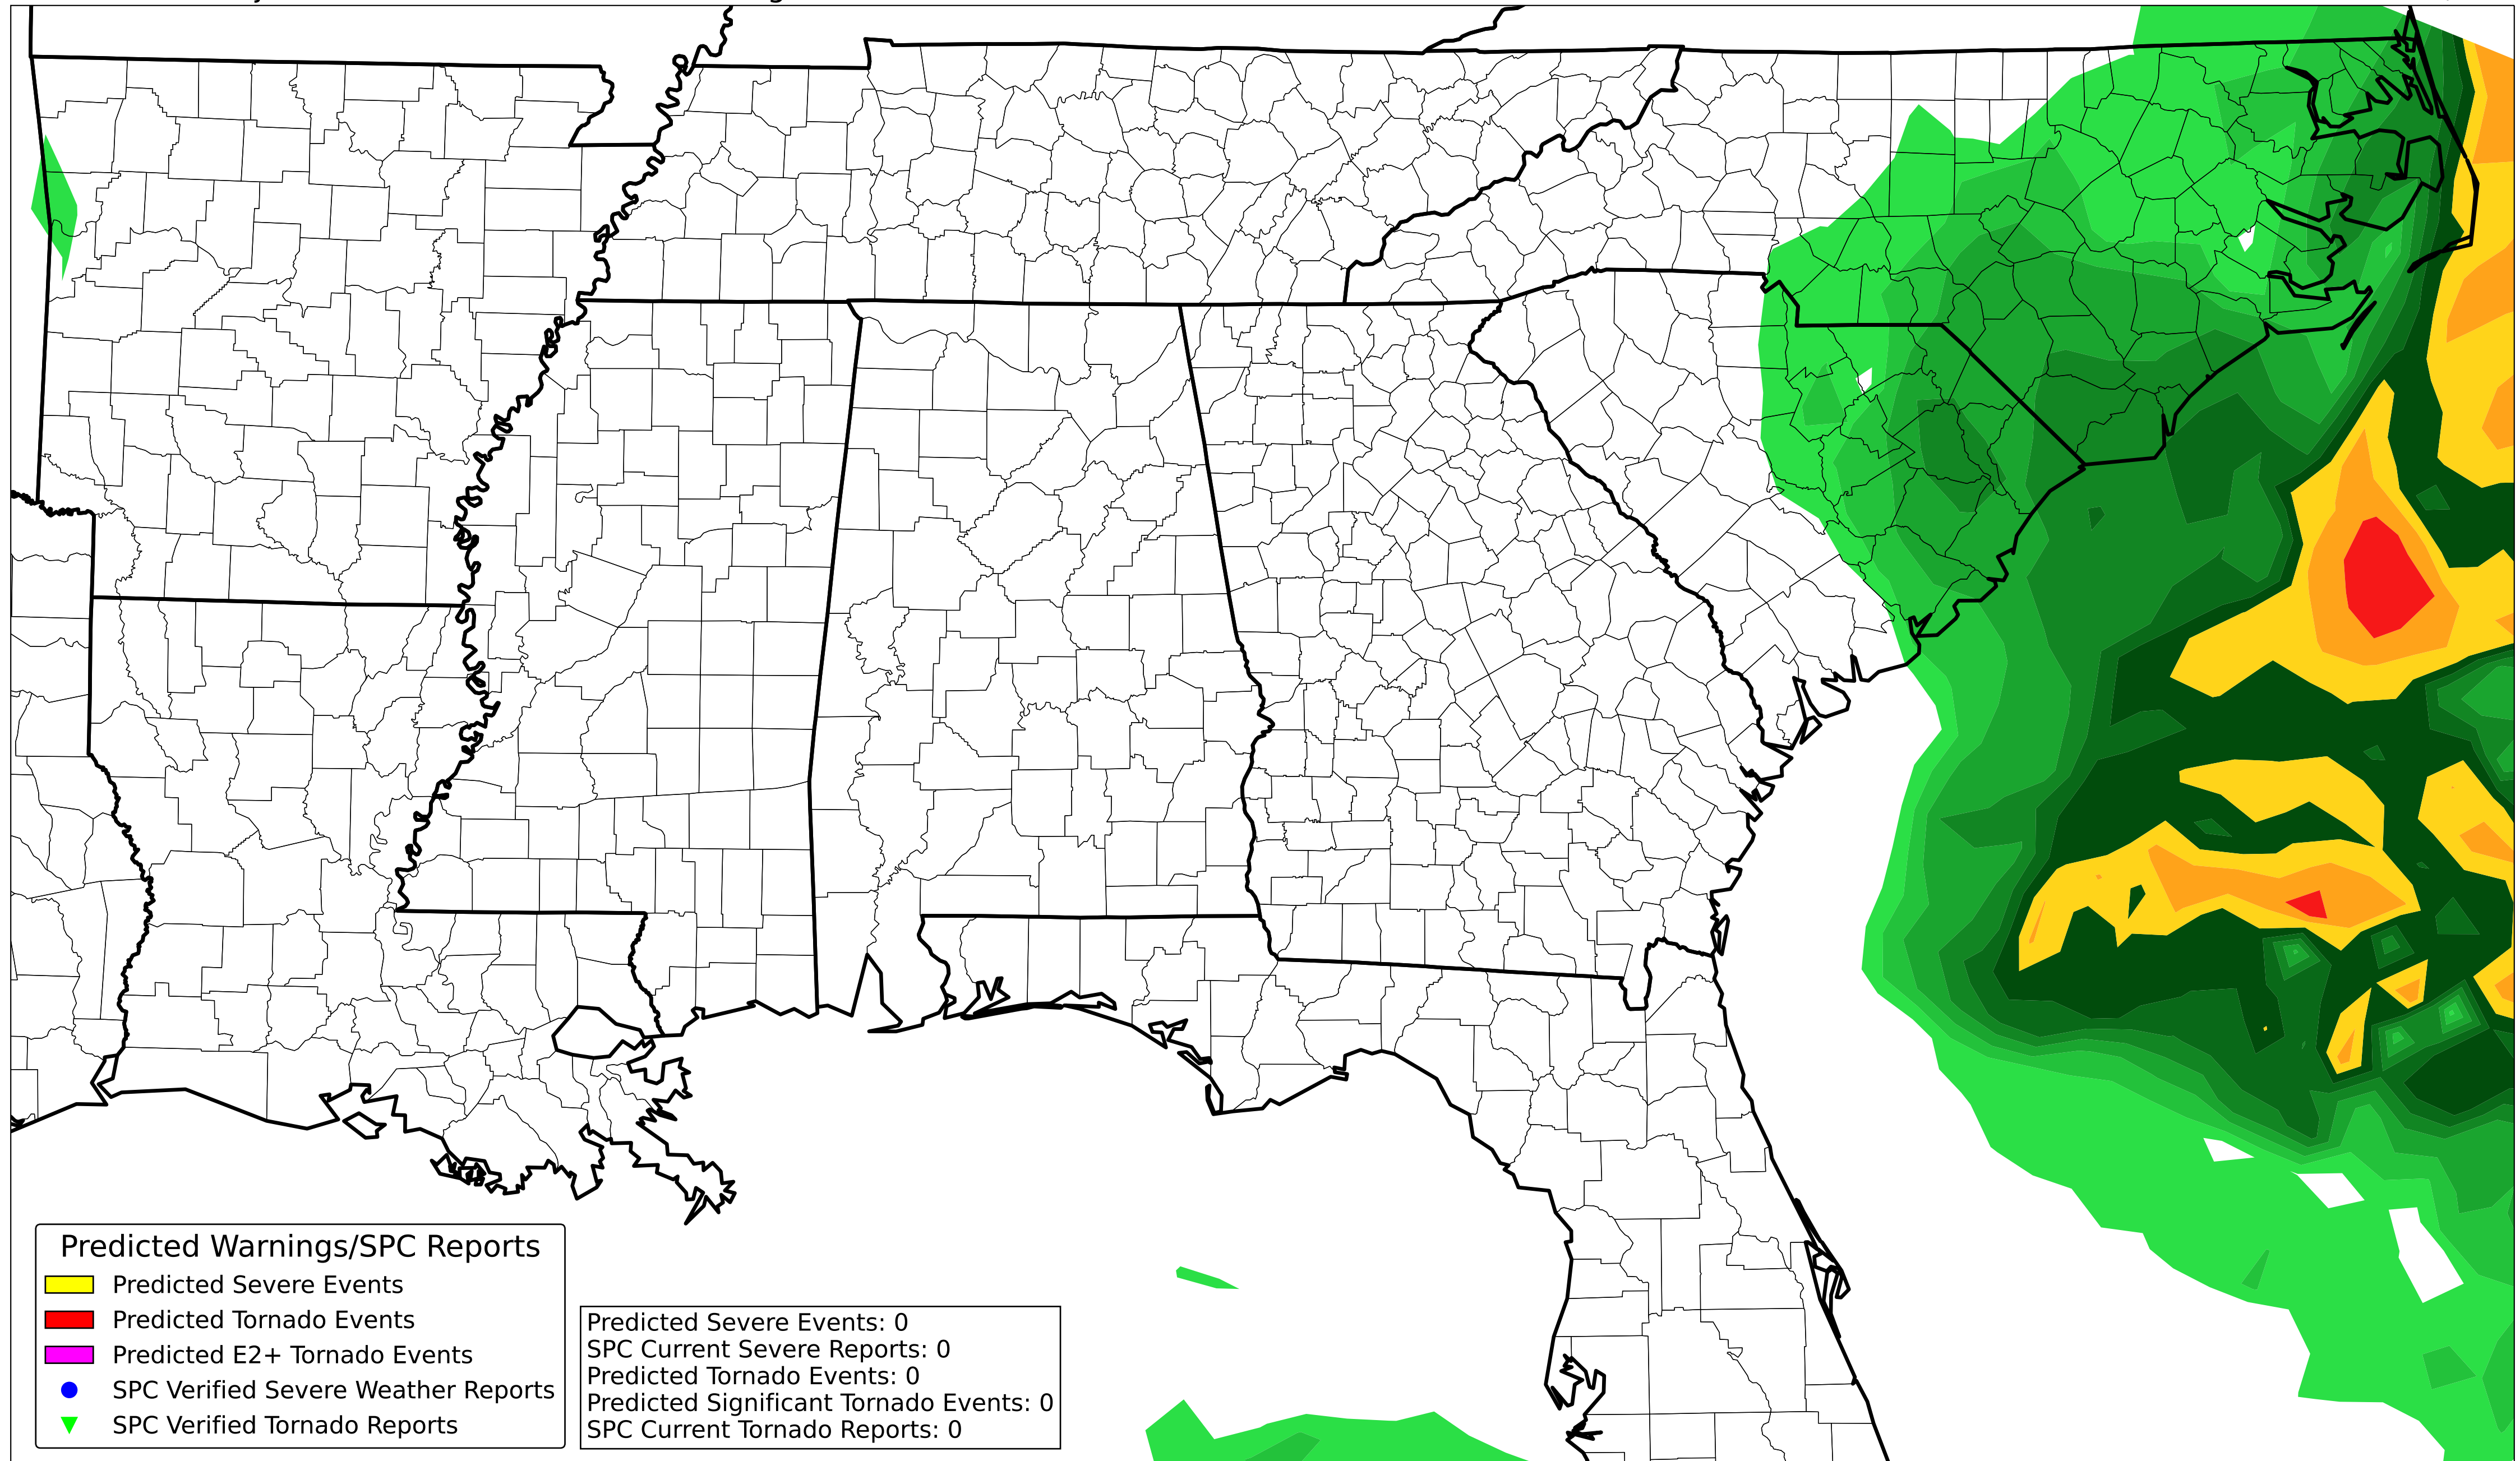 Predicted Warnings/SPC Reports
Predicted Severe Events
Predicted Tornado Events
Predicted E2+ Tornado Events
SPC Verified Severe Weather Reports
SPC Verified Tornado Reports
Predicted Severe Events: 0
SPC Current Severe Reports: 0
Predicted Tornado Events: 0
Predicted Significant Tornado Events: 0
SPC Current Tornado Reports: 0